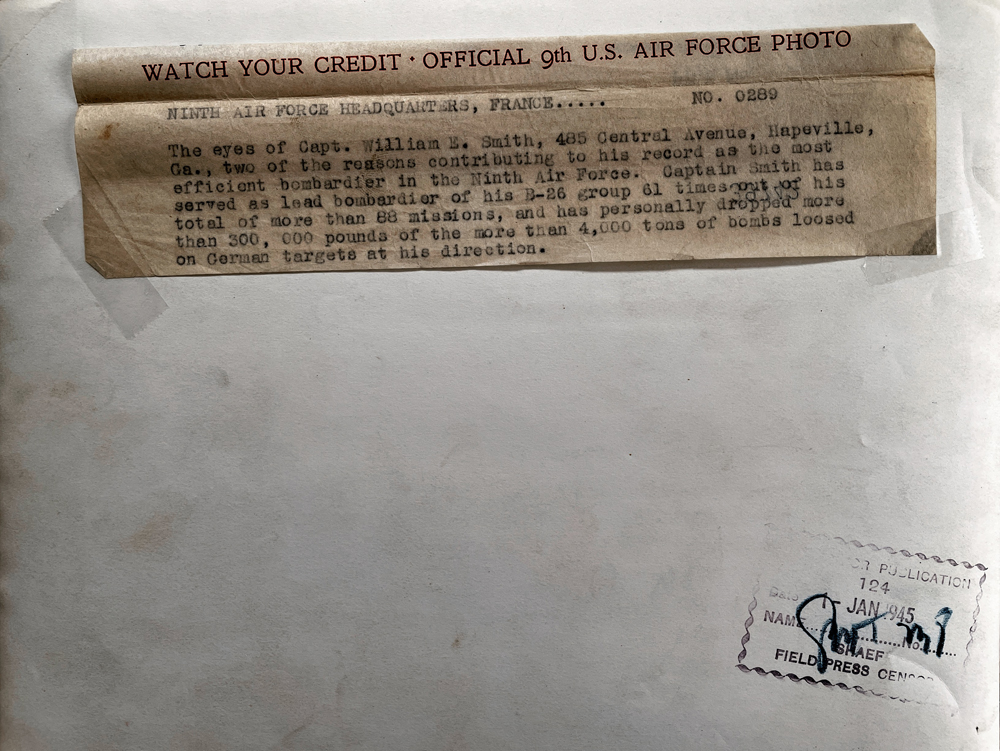 WATCH YOUR CREDIT · OFFICIAL 9th U.S. AIR FORCE PHOTO
NINTH AIR FORCE HEADQUARTERS, FRANCE..... NO. 0289
The eyes of Capt. William E. Smith, 485 Central Avenue, Hapeville,
Ga., two of the reasons contributing to his record as the most
efficient bombardier in the Ninth Air Force. Captain Smith has
served as lead bombardier of his B-26 group 61 times out of his
total of more than 88 missions, and has personally dropped more
than 300, 000 pounds of the more than 4,000 tons of bombs loosed
on German targets at his direction.
PUBLICATION
124
JAN 1945
No.
SHAEF
FIELD PRESS